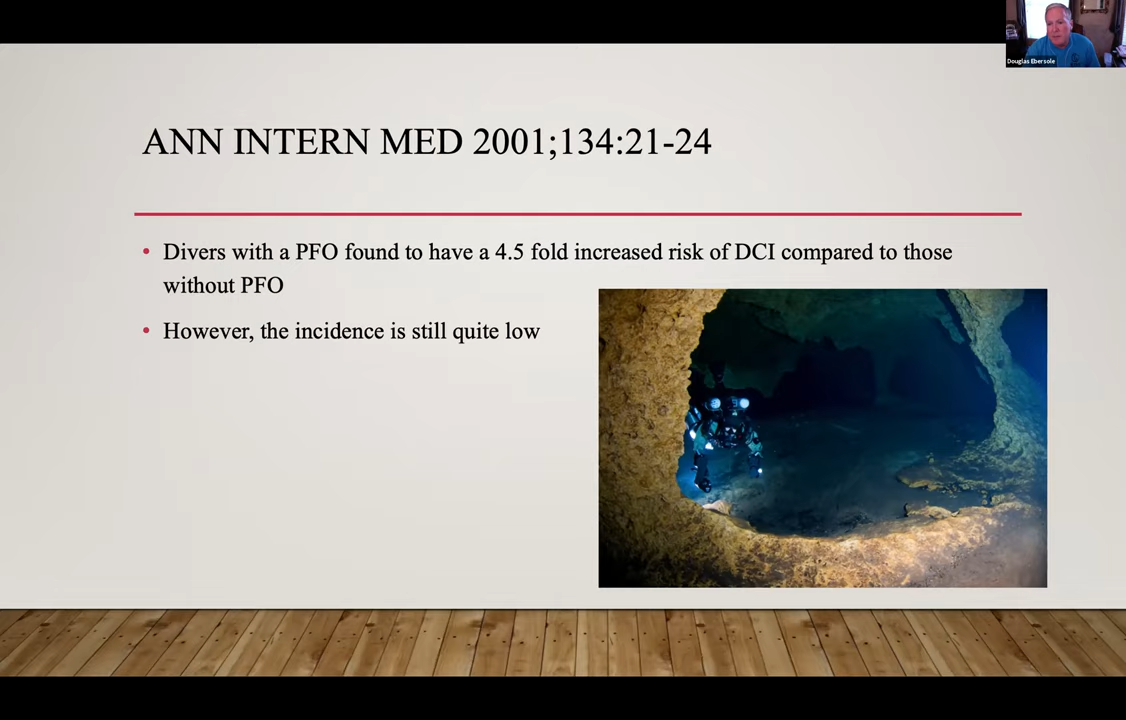 Douglas Ebersole
ANN INTERN MED 2001;134:21-24
• Divers with a PFO found to have a 4.5 fold increased risk of DCI compared to those
without PFO
• However, the incidence is still quite low